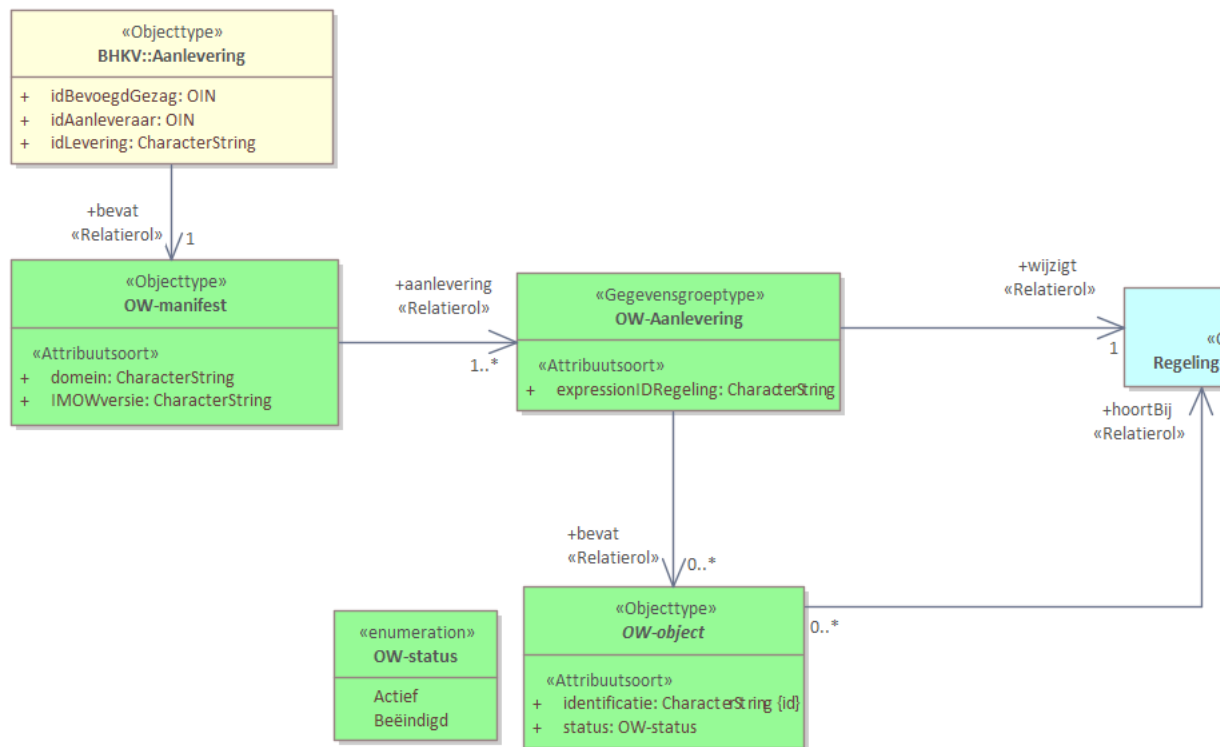 «Objecttype»
BHKV::Aanlevering
+ idBevoegdGezag: OIN
+ idAanleveraar: OIN
+ idLevering: CharacterString
+bevat
«Relatierol»
1
«Objecttype»
OW-manifest
«Attribuutsoort»
+ domein: CharacterString
+ IMOWversie: CharacterString
+aanlevering
«Relatierol»
1..*
«Gegevensgroeptype»
OW-Aanlevering
«Attribuutsoort»
+ expressionIDRegeling: CharacterString
+wijzigt
«Relatierol»
1
Regeling
+hoortBij
«Relatierol»
+bevat
«Relatierol»
0..*
«Objecttype»
OW-object
«Attribuutsoort»
+ identificatie: CharacterString {id}
+ status: OW-status
0..*
«enumeration»
OW-status
Actief
Beëindigd